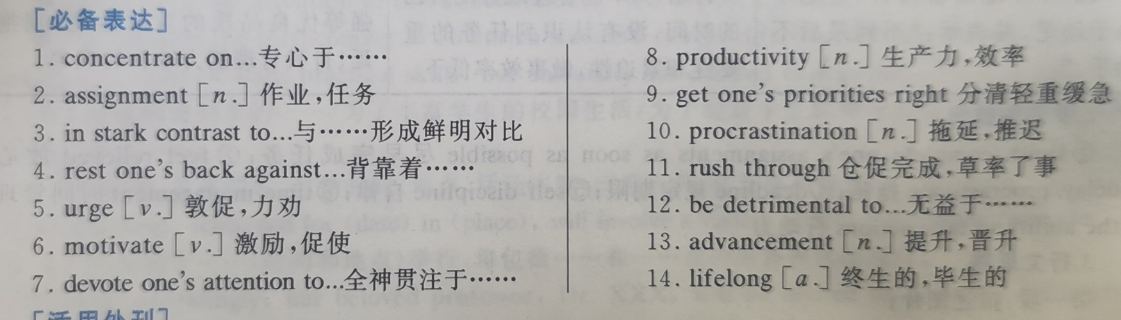 [必备表达]
1. concentrate on…专心于……
2. assignment [n.] 作业,任务
3. in stark contrast to…与……形成鲜明对比
4. rest one's back against…背靠着……
5. urge [v.] 敦促,力劝
6. motivate [v.] 激励,促使
7. devote one's attention to…全神贯注于……
8. productivity [n.] 生产力,效率
9. get one's priorities right 分清轻重缓急
10. procrastination [n.] 拖延,推迟
11. rush through 仓促完成,草率了事
12. be detrimental to…无益于……
13. advancement [n.] 提升,晋升
14. lifelong [a.] 终生的,毕生的